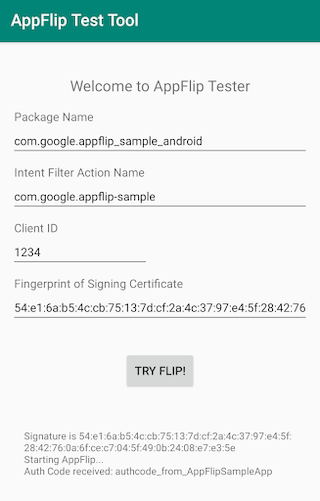 AppFlip Test Tool
Welcome to AppFlip Tester
Package Name
com.google.appflip_sample_android
Intent Filter Action Name
com.google.appflip-sample
Client ID
1234
Fingerprint of Signing Certificate
54:e1:6a:b5:4c:cb:75:13:7d:cf:2a:4c:37:97:e4:5f:28:42:76
TRY FLIP!
Signature is 54:e1:6a:b5:4c:cb:75:13:7d:cf:2a:4c:37:97:e4:5f:
28:42:76:0a:6f:ce:c7:04:5f:49:0b:24:08:e7:e3:5e
Starting AppFlip...
Auth Code received: authcode_from_AppFlipSampleApp